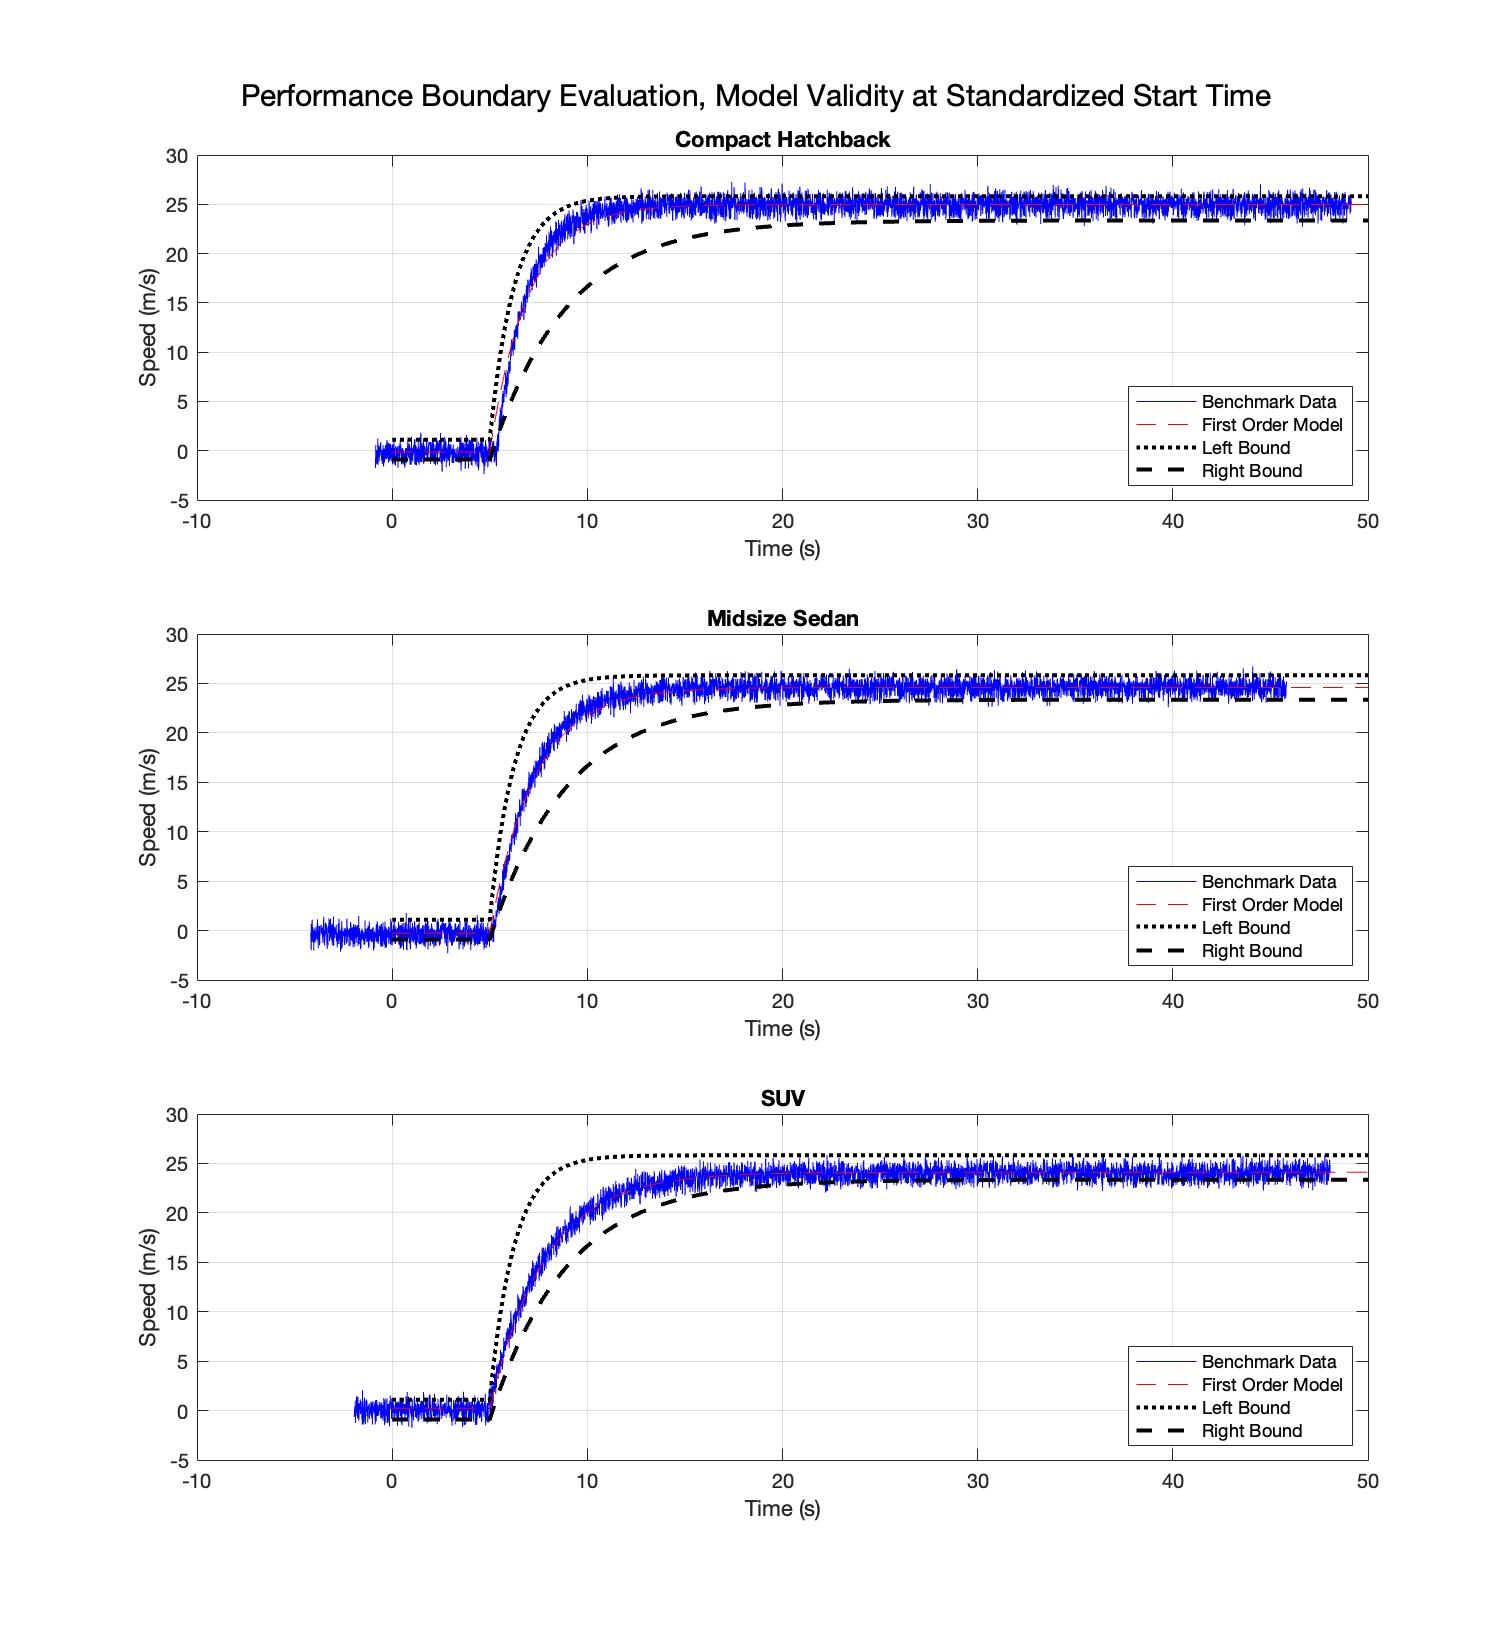 Performance Boundary Evaluation, Model Validity at Standardized Start Time
Compact Hatchback
30
25
20
15
10
5
0
-5
Speed (m/s)
-10 0 10 20 30 40 50
Time (s)
Benchmark Data
First Order Model
Left Bound
Right Bound
Midsize Sedan
30
25
20
15
10
5
0
-5
Speed (m/s)
-10 0 10 20 30 40 50
Time (s)
Benchmark Data
First Order Model
Left Bound
Right Bound
SUV
30
25
20
15
10
5
0
-5
Speed (m/s)
-10 0 10 20 30 40 50
Time (s)
Benchmark Data
First Order Model
Left Bound
Right Bound